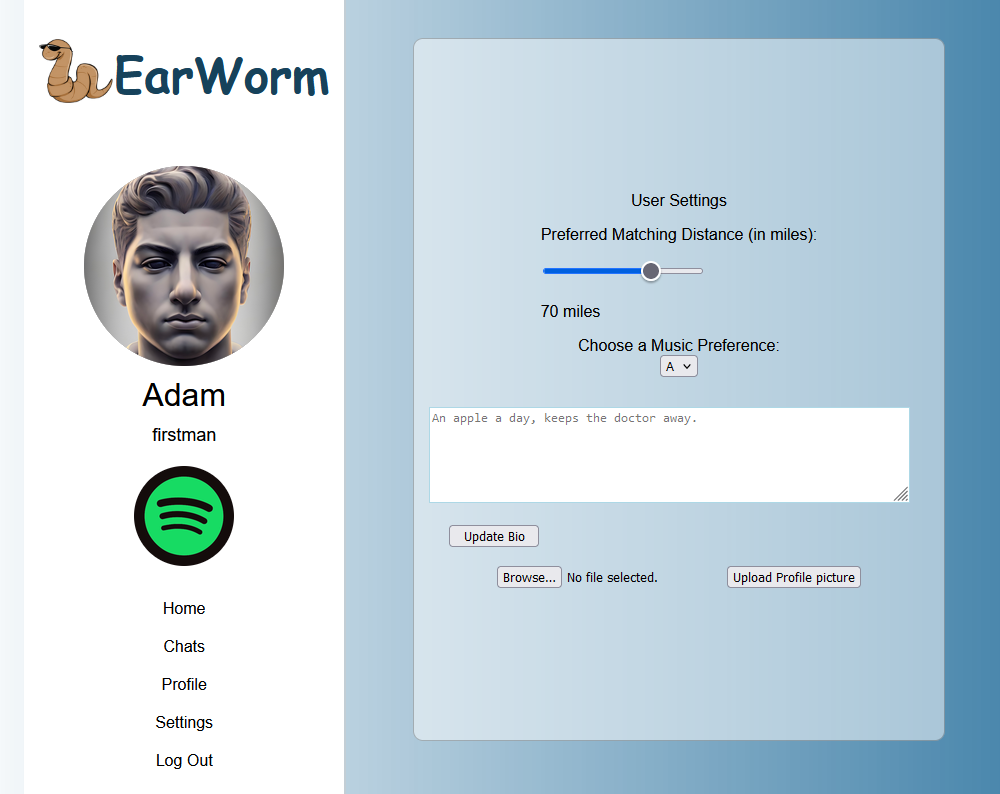 EarWorm
Adam
firstman
Home
Chats
Profile
Settings
Log Out
User Settings
Preferred Matching Distance (in miles):
70 miles
Choose a Music Preference:
A
An apple a day, keeps the doctor away.
Update Bio
Browse... No file selected. Upload Profile picture